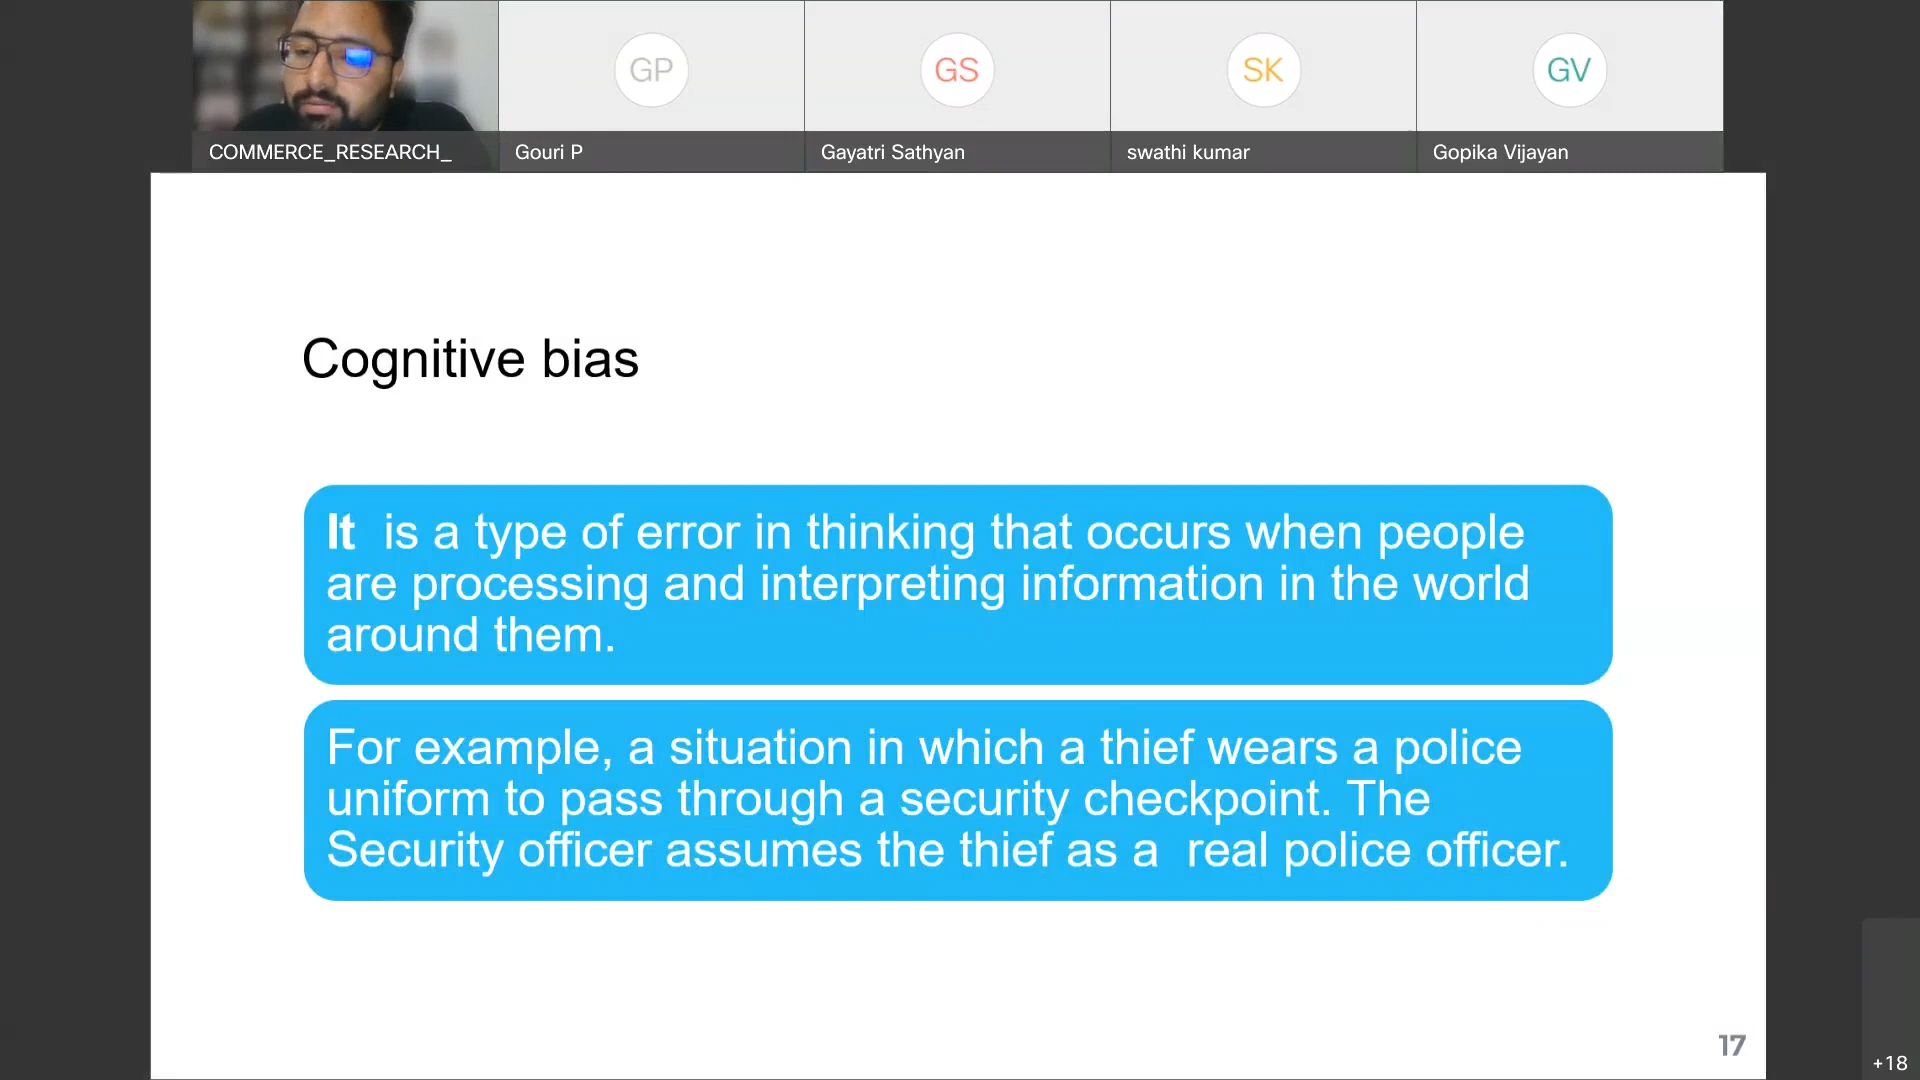 GP
GS
SK
GV
COMMERCE_RESEARCH_
Gouri P
Gayatri Sathyan
swathi kumar
Gopika Vijayan
Cognitive bias
It is a type of error in thinking that occurs when people
are processing and interpreting information in the world
around them.
For example, a situation in which a thief wears a police
uniform to pass through a security checkpoint. The
Security officer assumes the thief as a real police officer.
17
+18